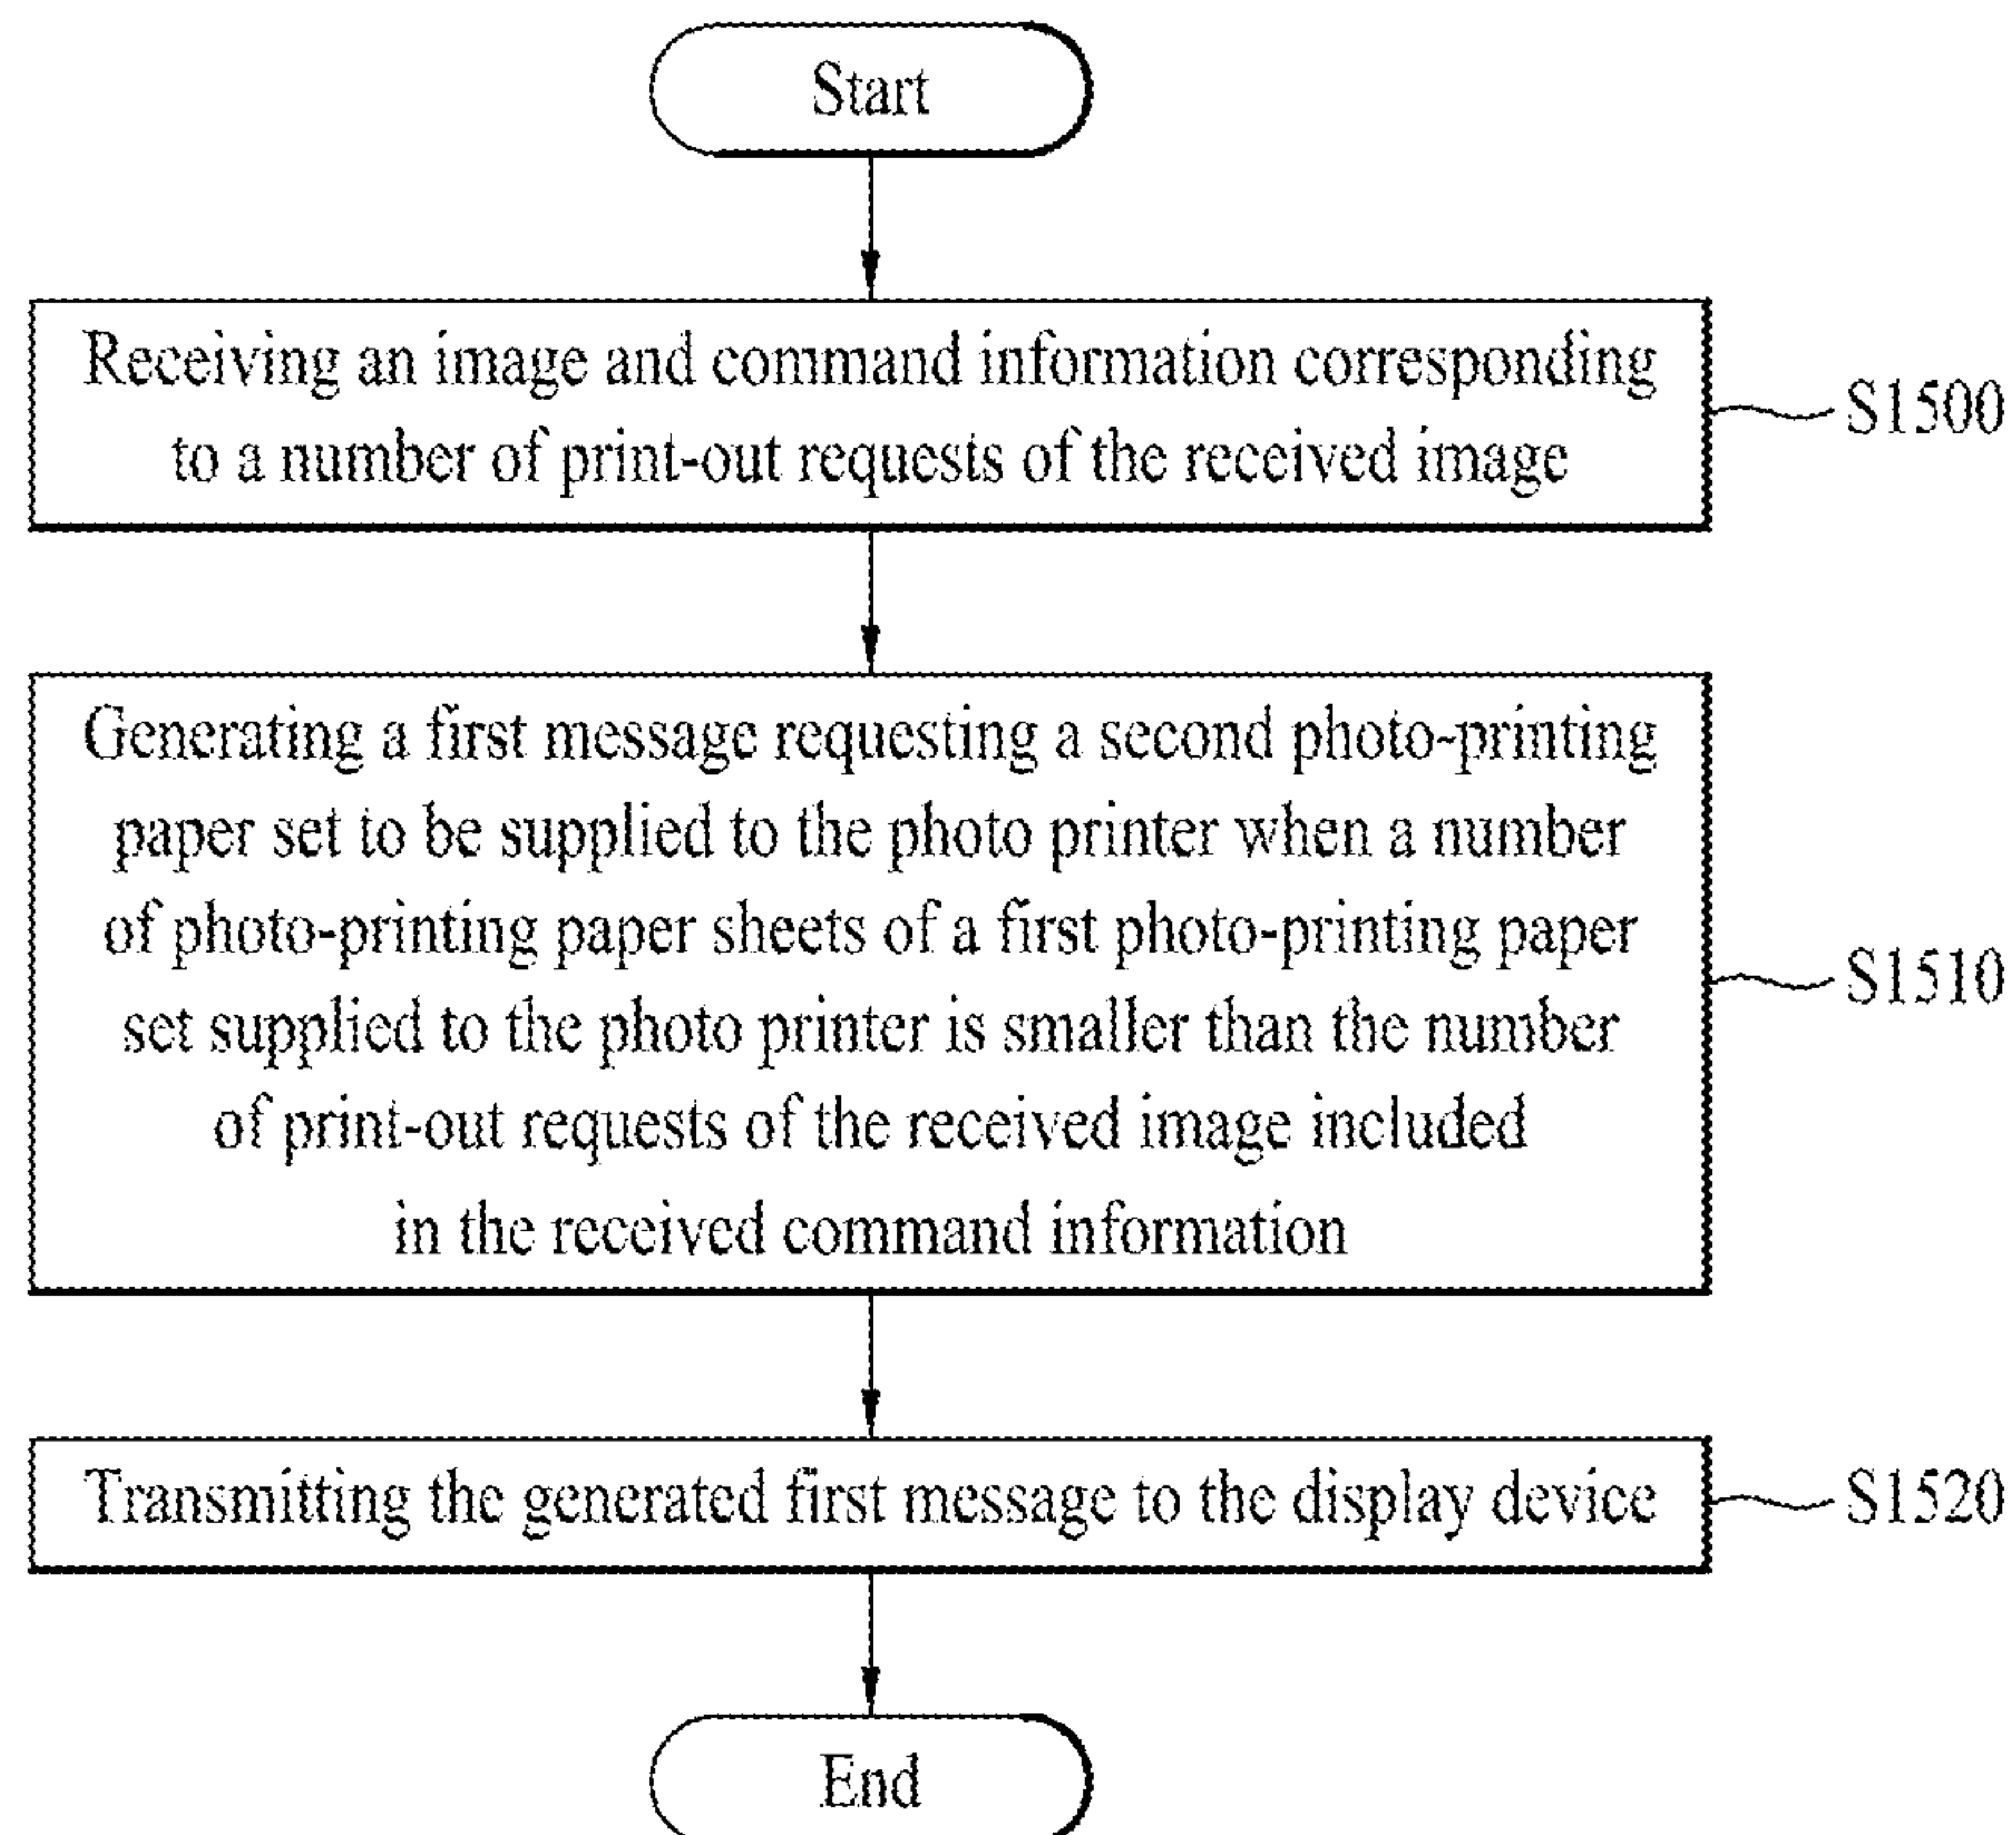 Start
Receiving an image and command information corresponding
to a number of print-out requests of the received image
S1500
Generating a first message requesting a second photo-printing
paper set to be supplied to the photo printer when a number
of photo-printing paper sheets of a first photo-printing paper
set supplied to the photo printer is smaller than the number
of print-out requests of the received image included
in the received command information
S1510
Transmitting the generated first message to the display device
S1520
End